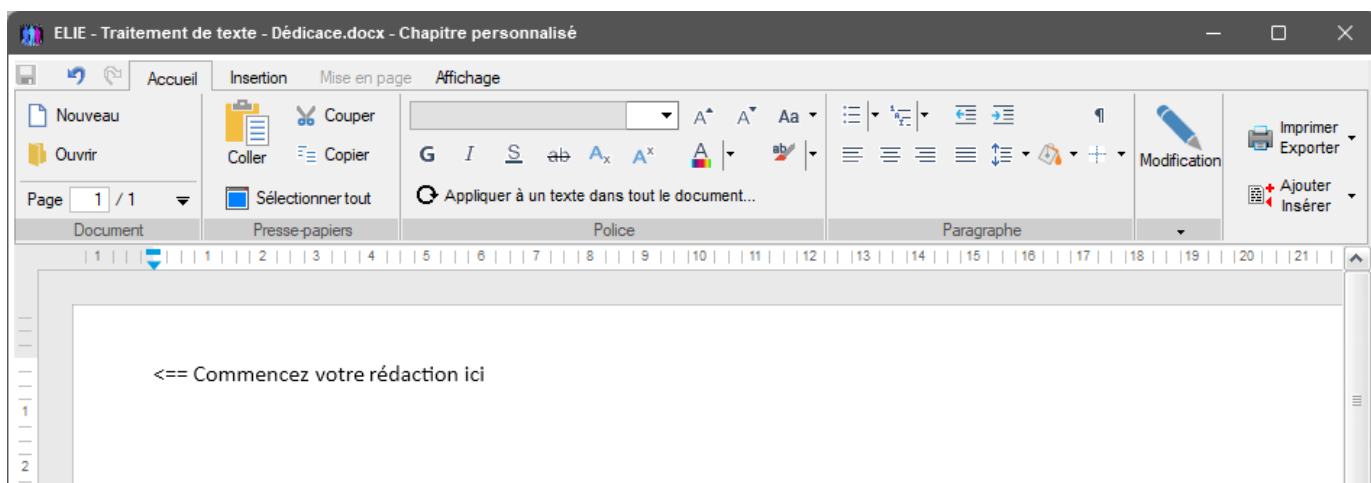 ELIE - Traitement de texte - Dédicace.docx - Chapitre personnalisé
Accueil Insertion Mise en page Affichage
Nouveau
Ouvrir
Page 1 / 1
Document
Coller
Couper
Copier
Sélectionner tout
Presse-papiers
A A Aa
G I S ab Ax Ax A ab
Appliquer à un texte dans tout le document...
Police
¶
Paragraphe
Modification
Imprimer
Exporter
Ajouter
Insérer
1 1 2 3 4 5 6 7 8 9 10 11 12 13 14 15 16 17 18 19 20 21
<== Commencez votre rédaction ici
1
2